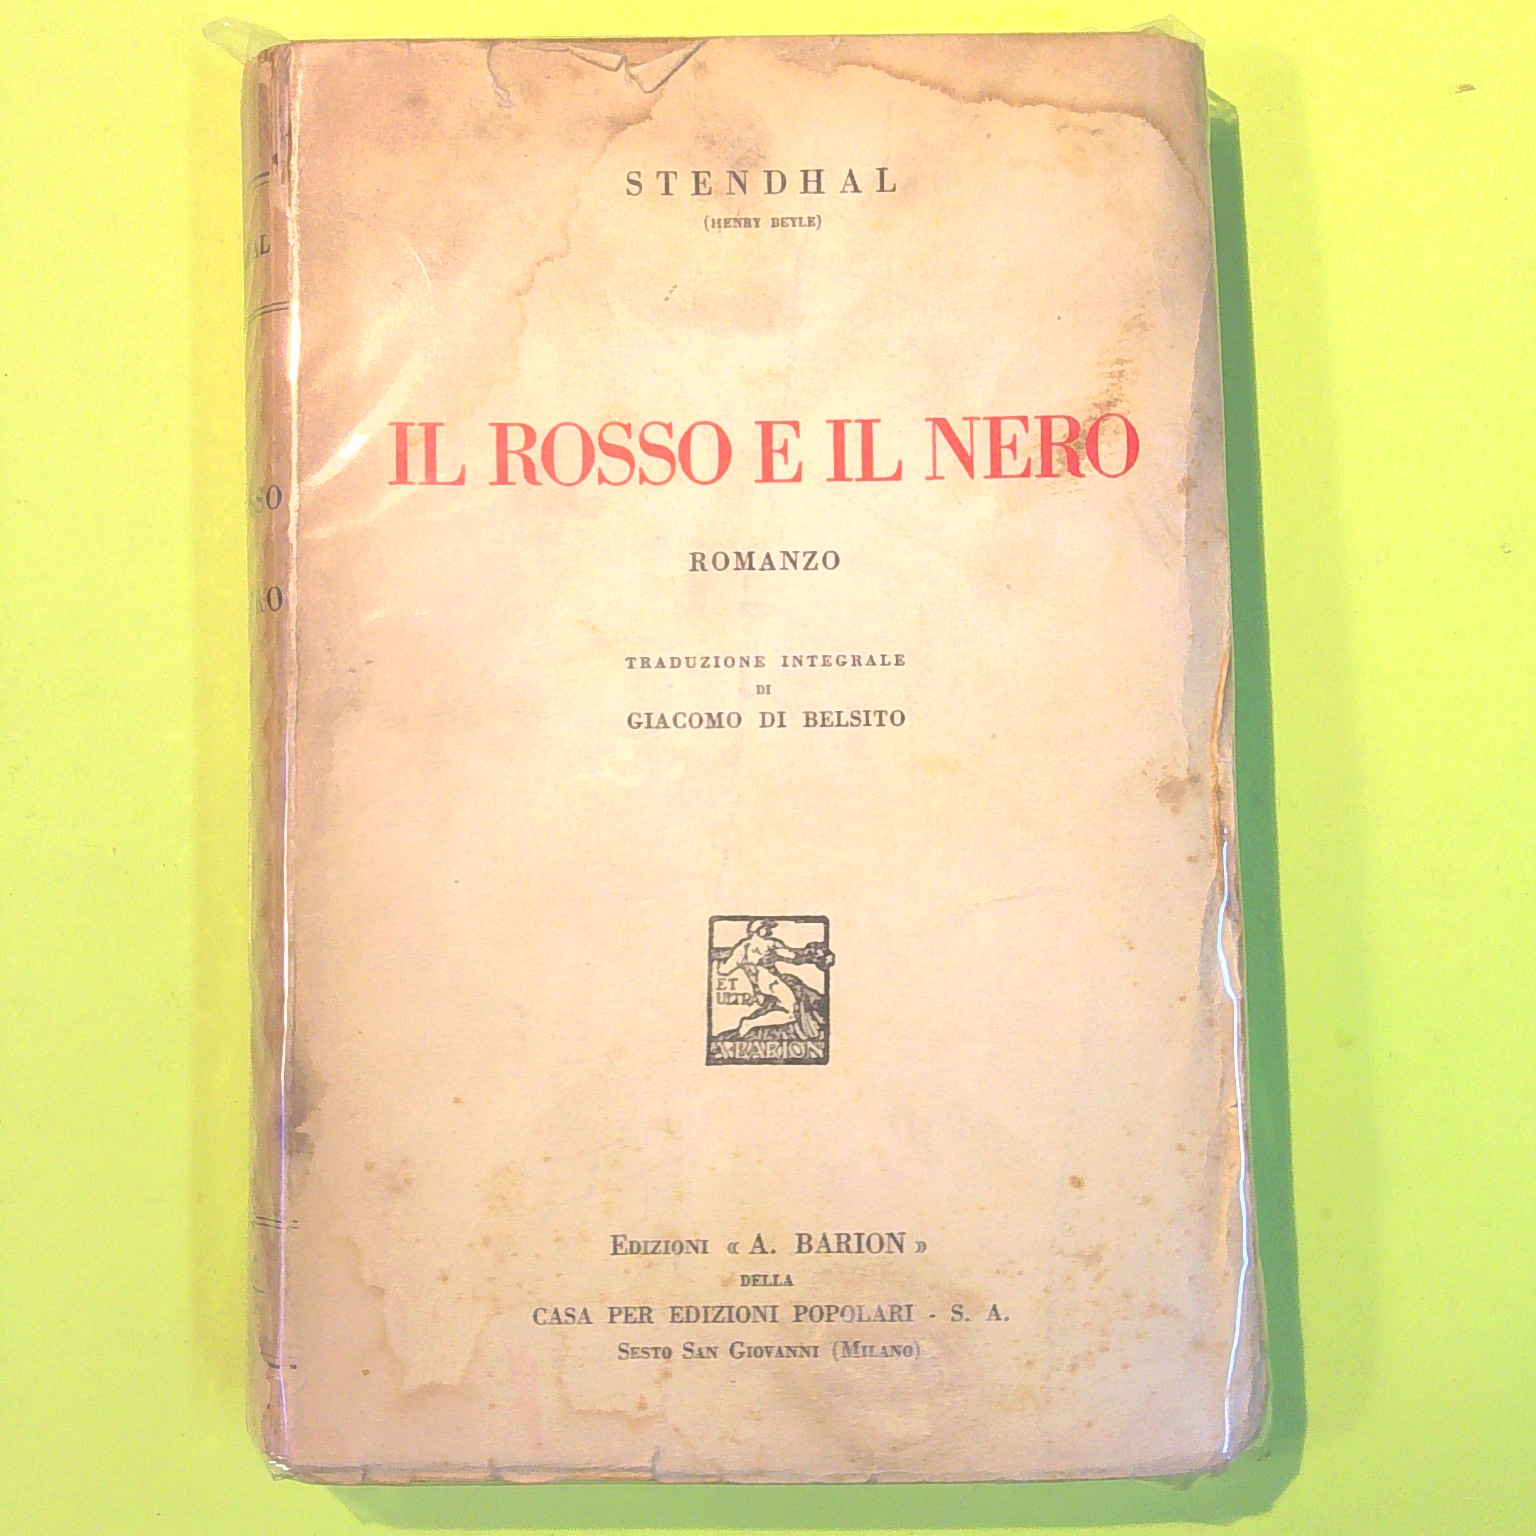 STENDHAL
(HENRY BEYLE)
IL ROSSO E IL NERO
ROMANZO
TRADUZIONE INTEGRALE
DI
GIACOMO DI BELSITO
ET
ULTRA
A. BARION
EDIZIONI « A. BARION »
DELLA
CASA PER EDIZIONI POPOLARI - S. A.
SESTO SAN GIOVANNI (MILANO)